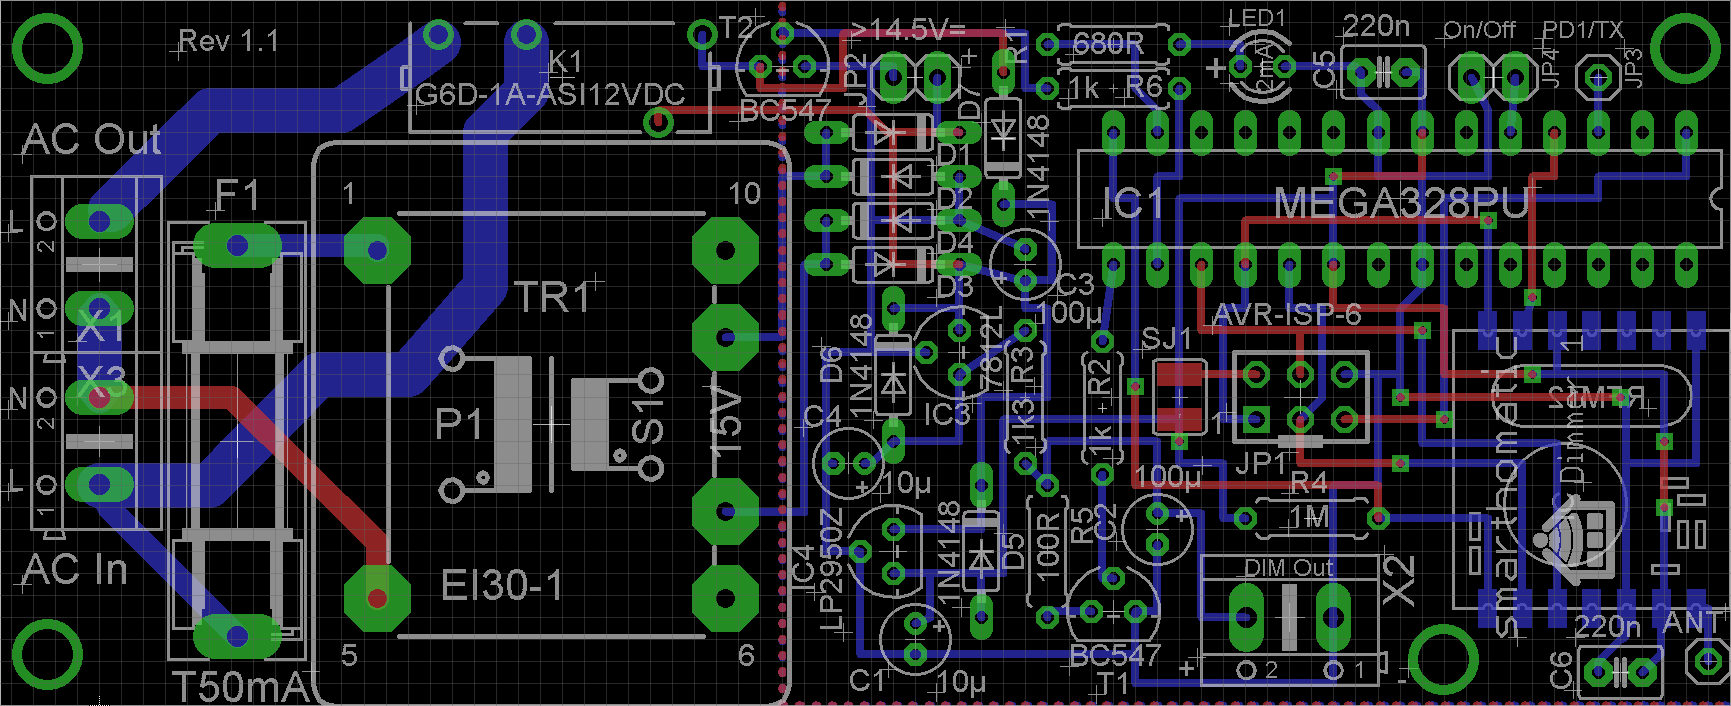 Rev 1.1
K1
G6D-1A-ASI12VDC
T2
BC547
>14.5V=
JP2
+
D7
R1
680R
1k
R6
LED1
2mA
+
C5
220n
On/Off
JP4
PD1/TX
JP3
AC Out
F1
1
10
D1
D2
D4
D3
1N4148
IC1
MEGA328PU
L
2
N
1
X1
X3
N
2
L
1
AC In
T50mA
TR1
P1
S1
15V
EI30-1
5
6
C3
100µ
D6
1N4148
78L12
IC3
R3
1k3
R2
1k
SJ1
AVR-ISP-6
1
JP1
C4
+
10µ
IC4
LP2950Z
1N4148
D5
100R
R5
C2
100µ
+
R4
1M
C1
10µ
+
BC547
T1
DIM Out
X2
+
2
1
-
smarthomatic
Dimmer
RFM12
1
220n
C6
ANT